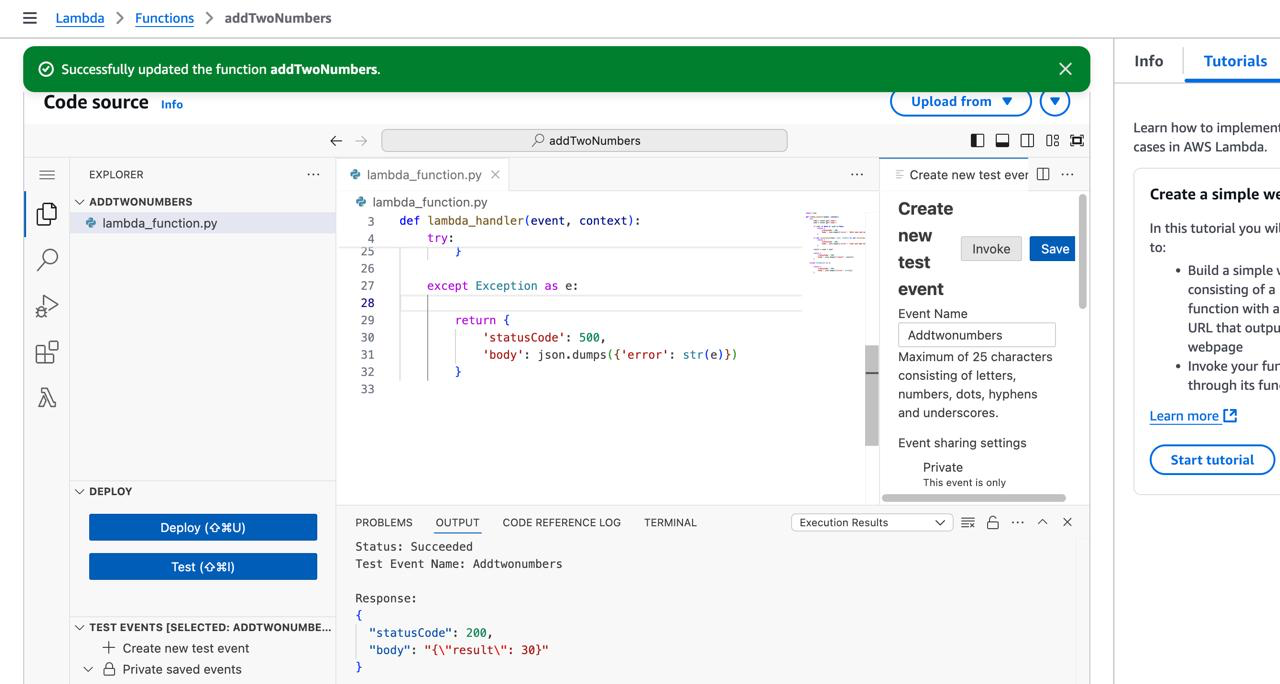 Lambda > Functions > addTwoNumbers
Successfully updated the function addTwoNumbers.
Code source Info
Upload from
addTwoNumbers
EXPLORER
ADDTWONUMBERS
lambda_function.py
lambda_function.py
lambda_function.py
3 def lambda_handler(event, context):
4 try:
25 }
26
27 except Exception as e:
28
29 return {
30 'statusCode': 500,
31 'body': json.dumps({'error': str(e)})
32 }
33
Create new test
Create
new
test
event
Invoke
Save
Event Name
Addtwonumbers
Maximum of 25 characters
consisting of letters,
numbers, dots, hyphens
and underscores.
Event sharing settings
Private
This event is only
DEPLOY
Deploy (⇧⌘U)
Test (⇧⌘I)
TEST EVENTS [SELECTED: ADDTWONUMBE...
Create new test event
Private saved events
PROBLEMS
OUTPUT
CODE REFERENCE LOG
TERMINAL
Execution Results
Status: Succeeded
Test Event Name: Addtwonumbers
Response:
{
"statusCode": 200,
"body": "{\"result\": 30}"
}
Info
Tutorials
Learn how to implement
cases in AWS Lambda.
Create a simple we
In this tutorial you wil
to:
• Build a simple w
consisting of a
function with a
URL that outpu
webpage
• Invoke your fun
through its fun
Learn more
Start tutorial